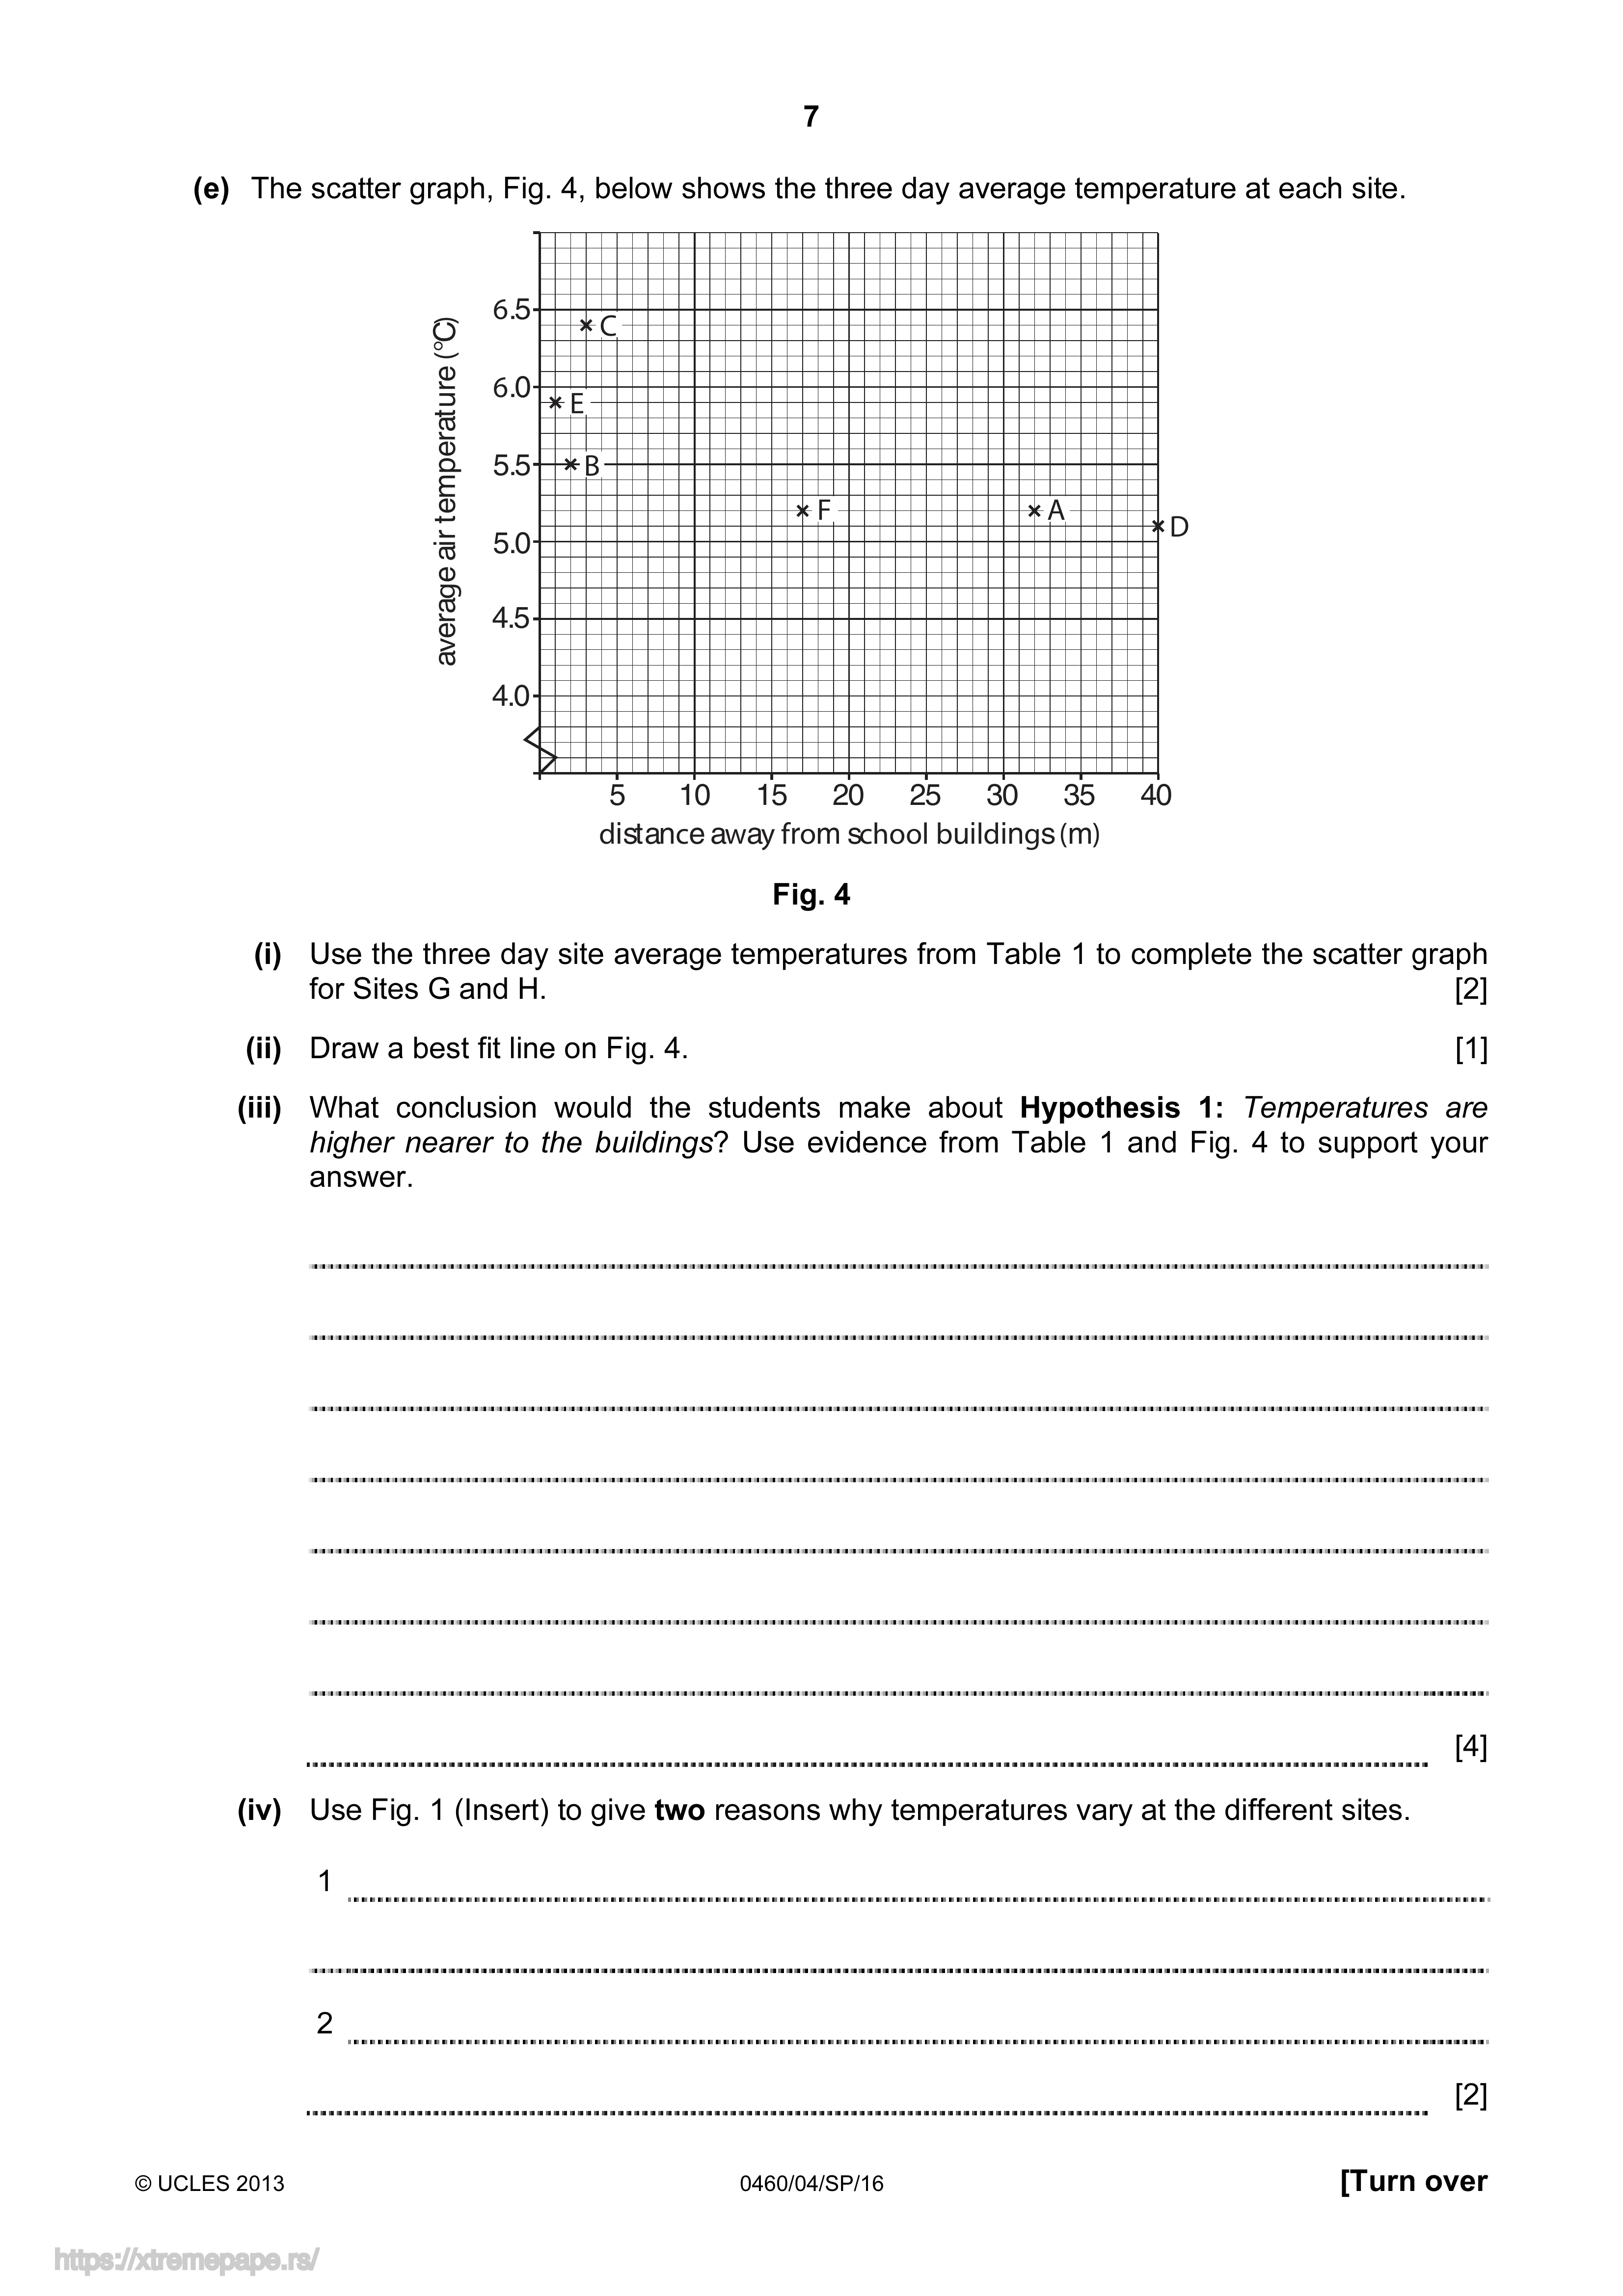 7
(e) The scatter graph, Fig. 4, below shows the three day average temperature at each site.
average air temperature (°C)
6.5
6.0
5.5
5.0
4.5
4.0
C
E
B
F
A
D
5 10 15 20 25 30 35 40
distance away from school buildings (m)
Fig. 4
(i) Use the three day site average temperatures from Table 1 to complete the scatter graph
for Sites G and H. [2]
(ii) Draw a best fit line on Fig. 4. [1]
(iii) What conclusion would the students make about Hypothesis 1: Temperatures are
higher nearer to the buildings? Use evidence from Table 1 and Fig. 4 to support your
answer.
[4]
(iv) Use Fig. 1 (Insert) to give two reasons why temperatures vary at the different sites.
1
2
[2]
© UCLES 2013 0460/04/SP/16 [Turn over
https://xtremepape.rs/